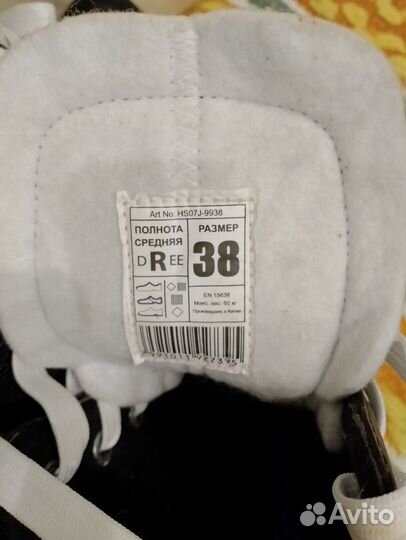 Art No. HS07J-9938
ПОЛНОТА СРЕДНЯЯ
D R EE
РАЗМЕР
38
EN 15638
Макс. вес: 60 кг
Произведено в Китае
Avito